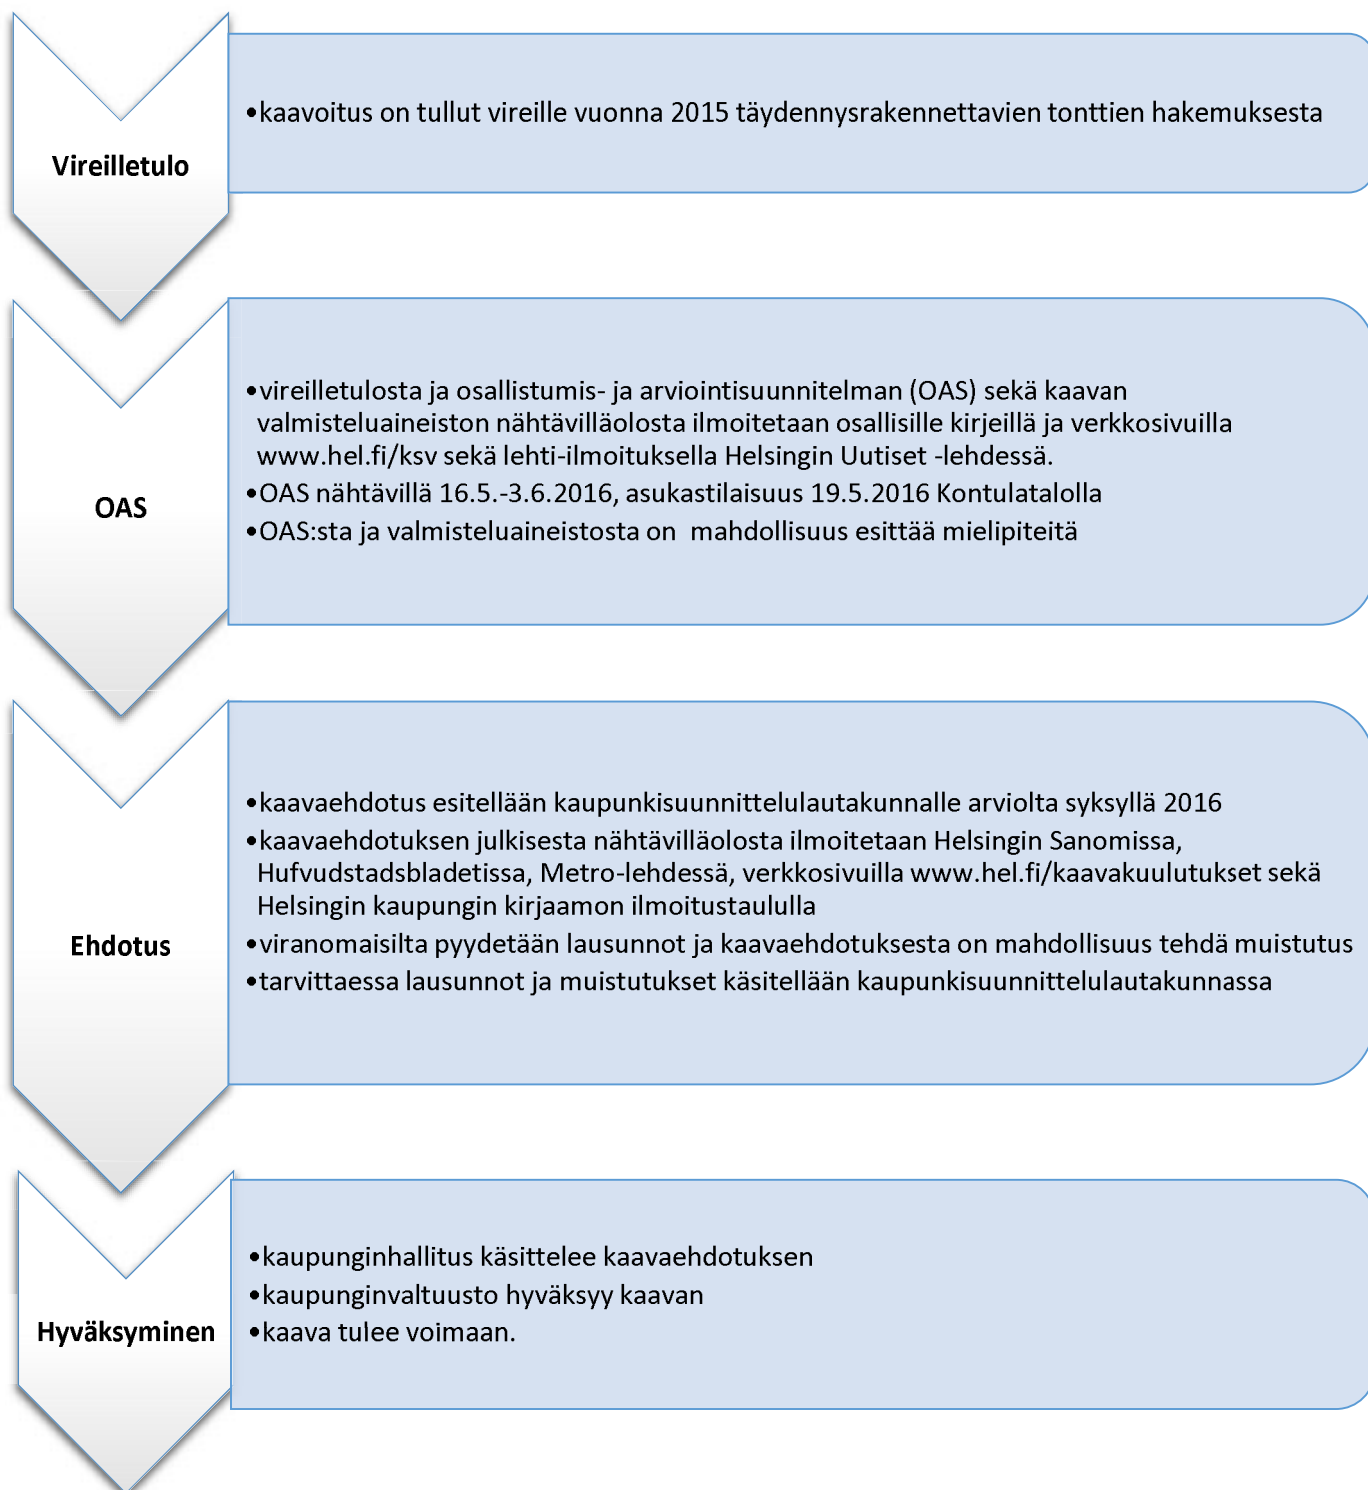 Vireilletulo
•kaavoitus on tullut vireille vuonna 2015 täydennysrakennettavien tonttien hakemuksesta
OAS
•vireilletulosta ja osallistumis- ja arviointisuunnitelman (OAS) sekä kaavan
valmisteluaineiston nähtävilläolosta ilmoitetaan osallisille kirjeillä ja verkkosivuilla
www.hel.fi/ksv sekä lehti-ilmoituksella Helsingin Uutiset -lehdessä.
•OAS nähtävillä 16.5.-3.6.2016, asukastilaisuus 19.5.2016 Kontulatalolla
•OAS:sta ja valmisteluaineistosta on  mahdollisuus esittää mielipiteitä
Ehdotus
•kaavaehdotus esitellään kaupunkisuunnittelulautakunnalle arviolta syksyllä 2016
•kaavaehdotuksen julkisesta nähtävilläolosta ilmoitetaan Helsingin Sanomissa,
Hufvudstadsbladetissa, Metro-lehdessä, verkkosivuilla www.hel.fi/kaavakuulutukset sekä
Helsingin kaupungin kirjaamon ilmoitustaululla
•viranomaisilta pyydetään lausunnot ja kaavaehdotuksesta on mahdollisuus tehdä muistutus
•tarvittaessa lausunnot ja muistutukset käsitellään kaupunkisuunnittelulautakunnassa
Hyväksyminen
•kaupunginhallitus käsittelee kaavaehdotuksen
•kaupunginvaltuusto hyväksyy kaavan
•kaava tulee voimaan.